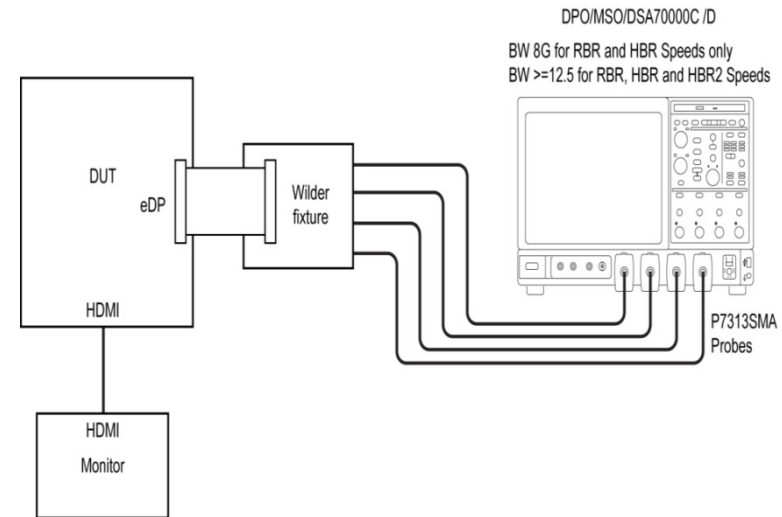 DPO/MSO/DSA70000C /D
BW 8G for RBR and HBR Speeds only
BW >=12.5 for RBR, HBR and HBR2 Speeds
DUT
eDP
Wilder
fixture
HDMI
P7313SMA
Probes
HDMI
Monitor